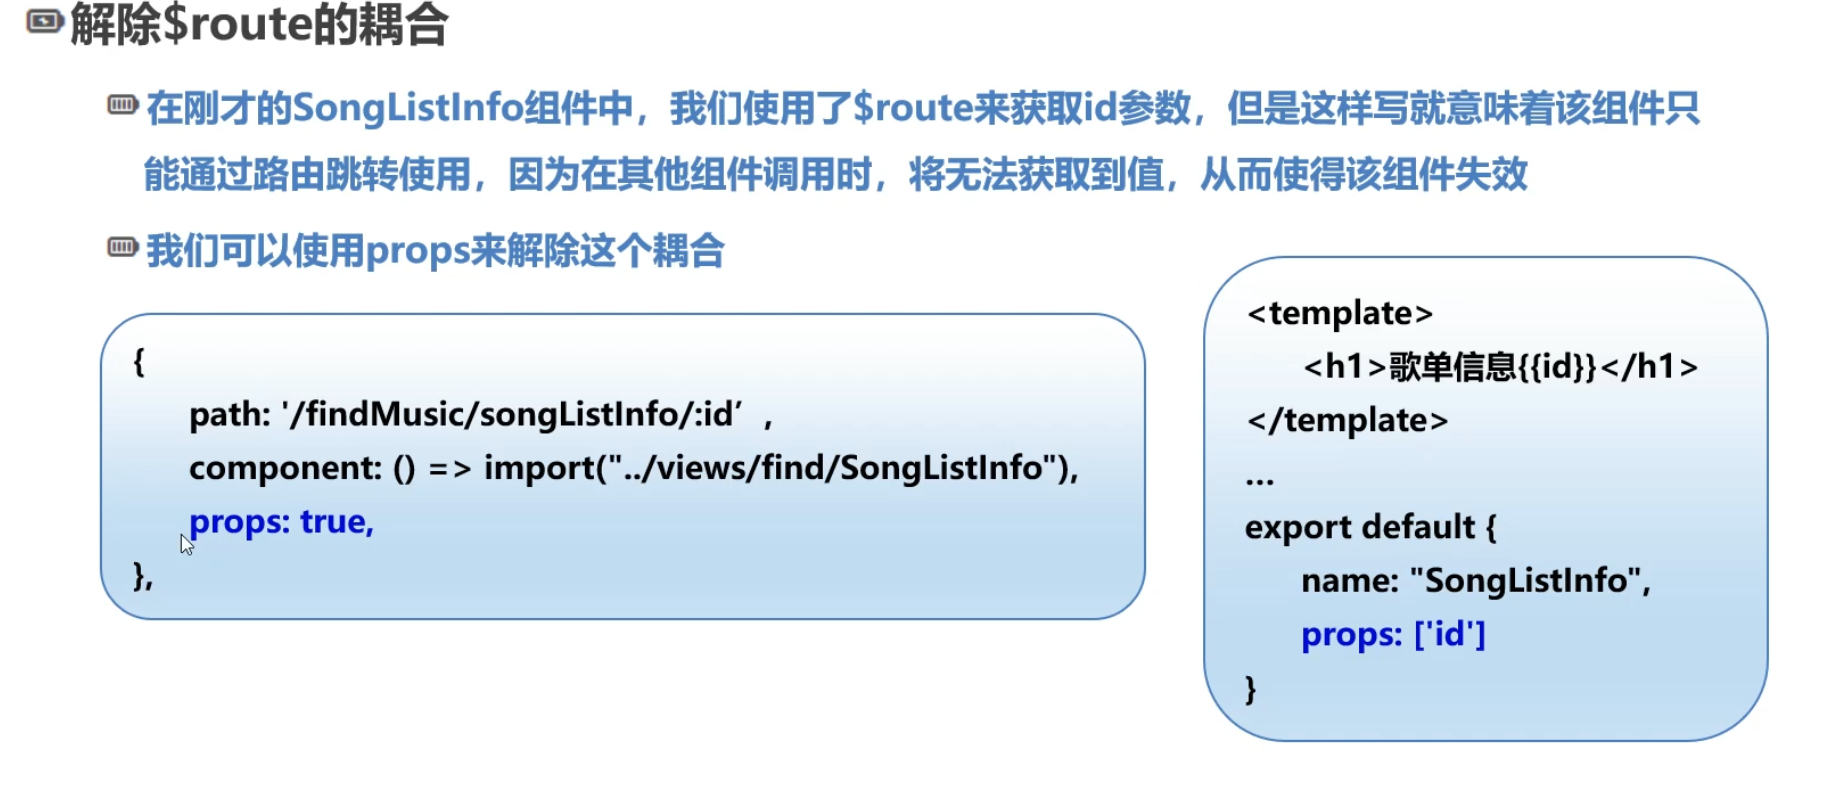 解除$route的耦合
在刚才的SongListInfo组件中，我们使用了$route来获取id参数，但是这样写就意味着该组件只
能通过路由跳转使用，因为在其他组件调用时，将无法获取到值，从而使得该组件失效
我们可以使用props来解除这个耦合
{
path: '/findMusic/songListInfo/:id’ ,
component: () => import("../views/find/SongListInfo"),
props: true,
},
<template>
<h1>歌单信息{{id}}</h1>
</template>
...
export default {
name: "SongListInfo",
props: ['id']
}